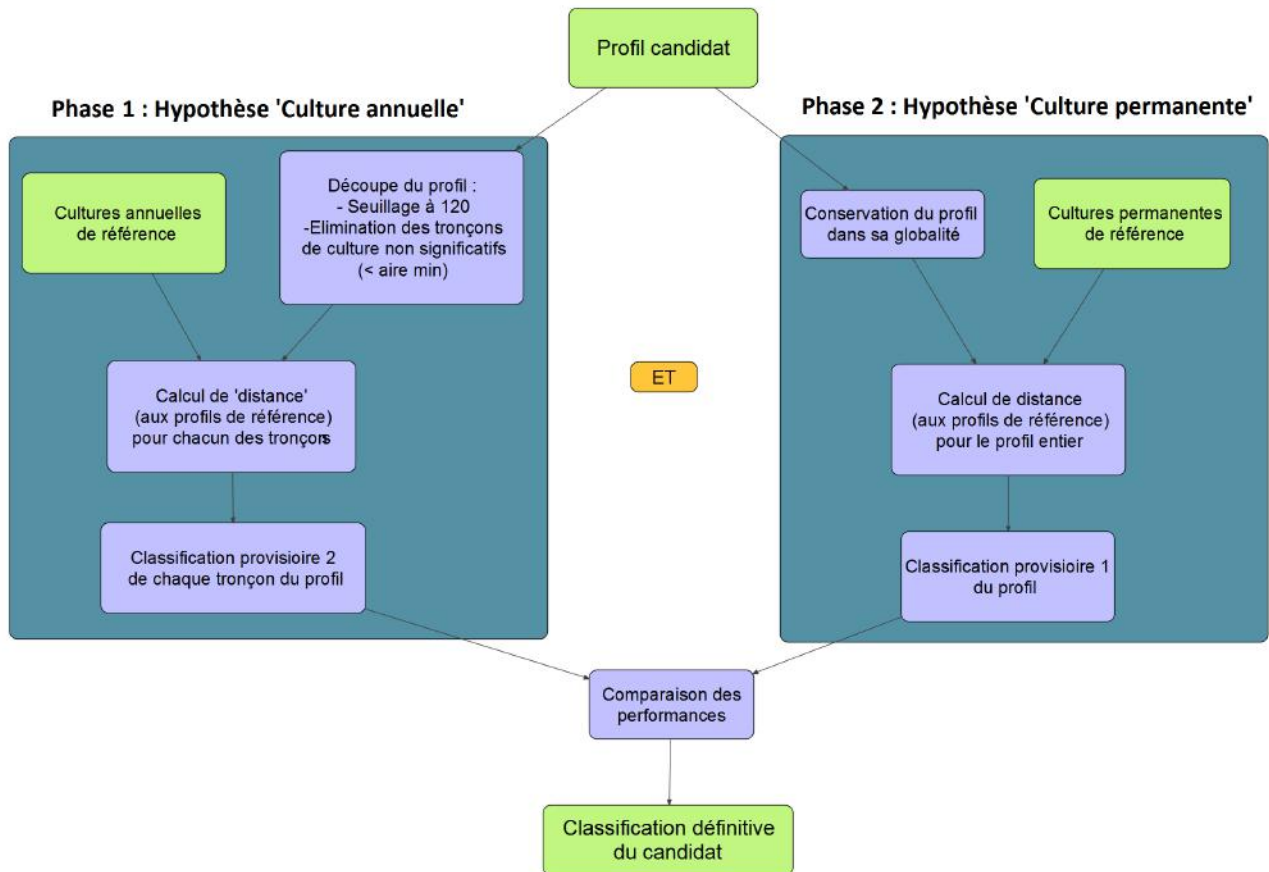 Profil candidat
Phase 1 : Hypothèse 'Culture annuelle'
Cultures annuelles
de référence
Découpe du profil :
- Seuillage à 120
-Elimination des tronçons
de culture non significatifs
(< aire min)
Calcul de 'distance'
(aux profils de référence)
pour chacun des tronçons
Classification provisioire 2
de chaque tronçon du profil
ET
Phase 2 : Hypothèse 'Culture permanente'
Conservation du profil
dans sa globalité
Cultures permanentes
de référence
Calcul de distance
(aux profils de référence)
pour le profil entier
Classification provisioire 1
du profil
Comparaison des
performances
Classification définitive
du candidat